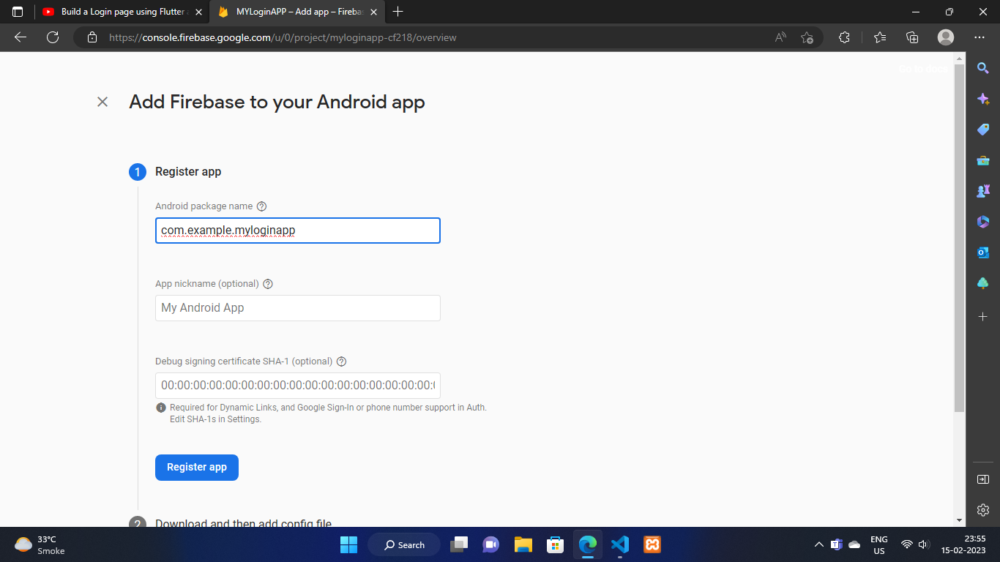 Build a Login page using Flutter a
MYLoginAPP – Add app – Fireba
https://console.firebase.google.com/u/0/project/myloginapp-cf218/overview
Go to docs
Add Firebase to your Android app
1 Register app
Android package name
com.example.myloginapp
App nickname (optional)
My Android App
Debug signing certificate SHA-1 (optional)
00:00:00:00:00:00:00:00:00:00:00:00:00:00:00:00:00:
Required for Dynamic Links, and Google Sign-In or phone number support in Auth.
Edit SHA-1s in Settings.
Register app
2 Download and then add config file
33°C
Smoke
Search
ENG
US
23:55
15-02-2023